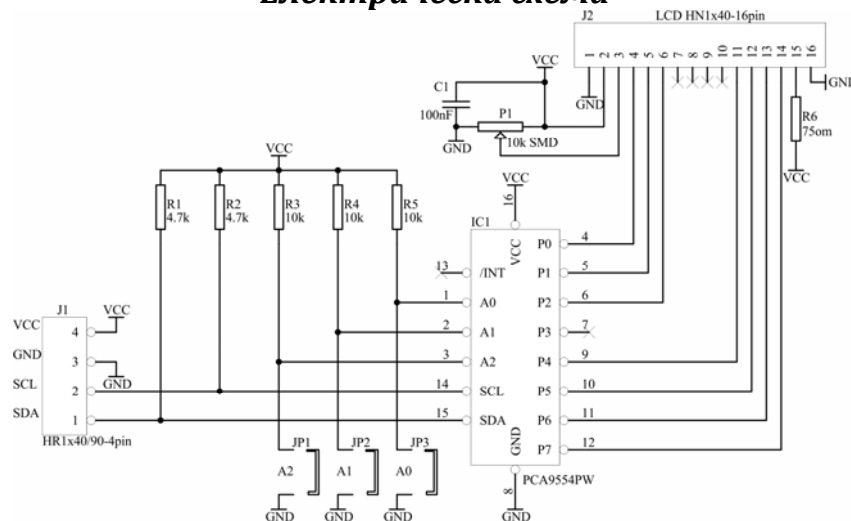 Електрическа схема
J2 LCD HN1x40-16pin
1 2 3 4 5 6 7 8 9 10 11 12 13 14 15 16
VCC
GND
GND
C1
100nF
P1
10k SMD
GND
R6
75om
VCC
VCC
R1
4.7k
R2
4.7k
R3
10k
R4
10k
R5
10k
VCC
16
IC1
VCC
13 /INT
1 A0
2 A1
3 A2
14 SCL
15 SDA
P0 4
P1 5
P2 6
P3 7
P4 9
P5 10
P6 11
P7 12
GND
8
PCA9554PW
GND
J1
VCC 4 VCC
GND 3 GND
SCL 2
SDA 1
HR1x40/90-4pin
JP1 JP2 JP3
A2 A1 A0
GND GND GND